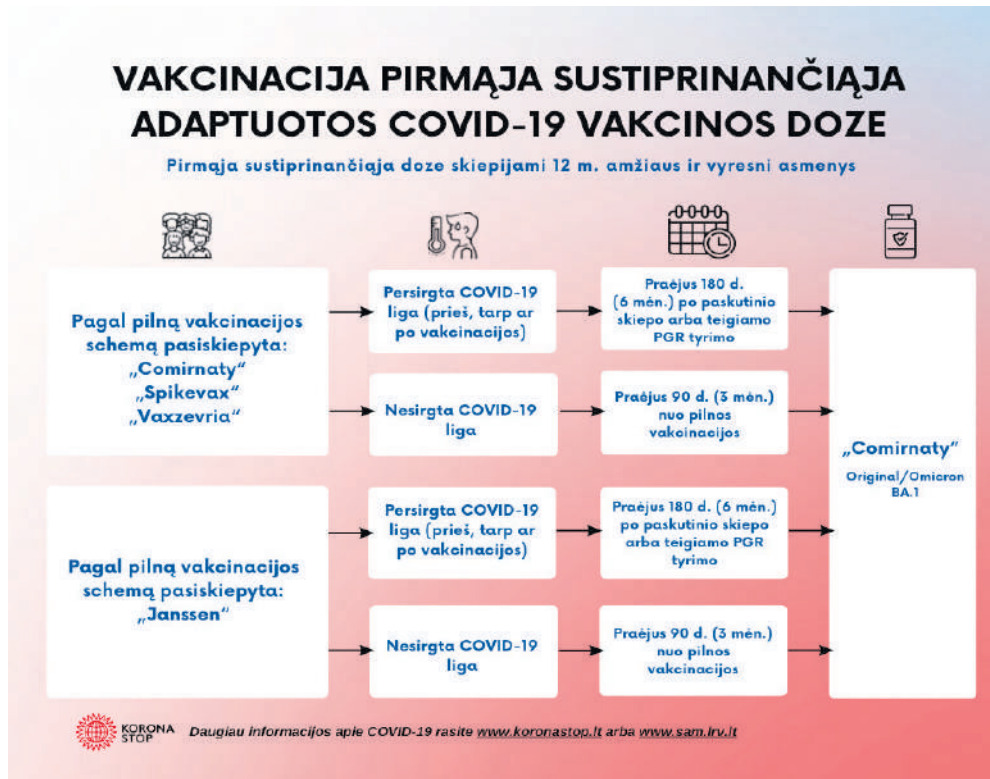 VAKCINACIJA PIRMĄJA SUSTIPRINANČIĄJA
ADAPTUOTOS COVID-19 VAKCINOS DOZE
Pirmąja sustiprinančiąja doze skiepijami 12 m. amžiaus ir vyresni asmenys
Pagal pilną vakcinacijos
schemą pasiskiepyta:
„Comirnaty“
„Spikevax“
„Vaxzevria“
Persirgta COVID-19
liga (prieš, tarp ar
po vakcinacijos)
Praėjus 180 d.
(6 mėn.) po paskutinio
skiepo arba teigiamo
PGR tyrimo
Nesirgta COVID-19
liga
Praėjus 90 d. (3 mėn.)
nuo pilnos
vakcinacijos
Pagal pilną vakcinacijos
schemą pasiskiepyta:
„Janssen“
Persirgta COVID-19
liga (prieš, tarp ar
po vakcinacijos)
Praėjus 180 d. (6 mėn.)
po paskutinio skiepo
arba teigiamo PGR
tyrimo
Nesirgta COVID-19
liga
Praėjus 90 d. (3 mėn.)
nuo pilnos
vakcinacijos
„Comirnaty“
Original/Omicron
BA.1
KORONA
STOP
Daugiau informacijos apie COVID-19 rasite www.koronastop.lt arba www.sam.lrv.lt